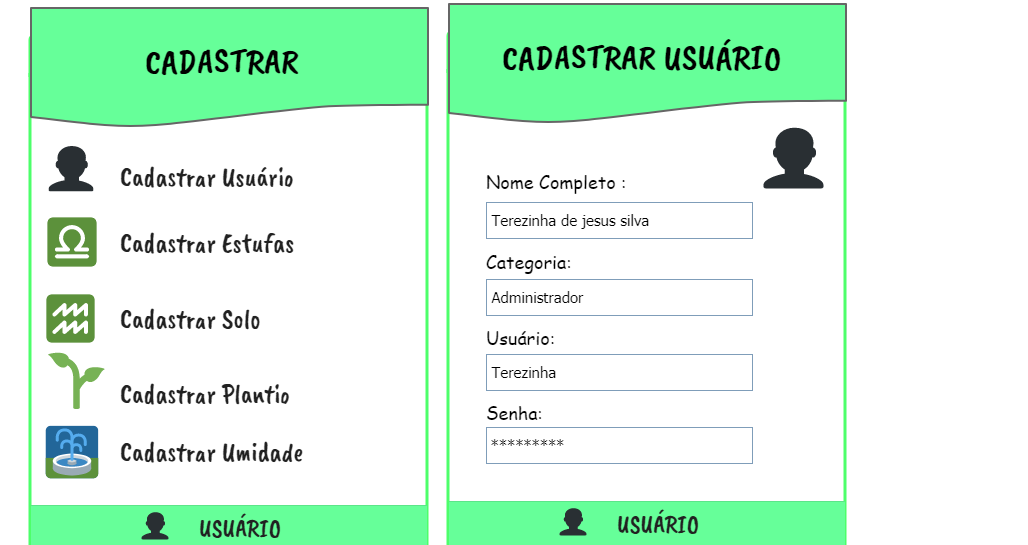 CADASTRAR
Cadastrar Usuário
Cadastrar Estufas
Cadastrar Solo
Cadastrar Plantio
Cadastrar Umidade
USUÁRIO
CADASTRAR USUÁRIO
Nome Completo :
Terezinha de jesus silva
Categoria:
Administrador
Usuário:
Terezinha
Senha:
*********
USUÁRIO